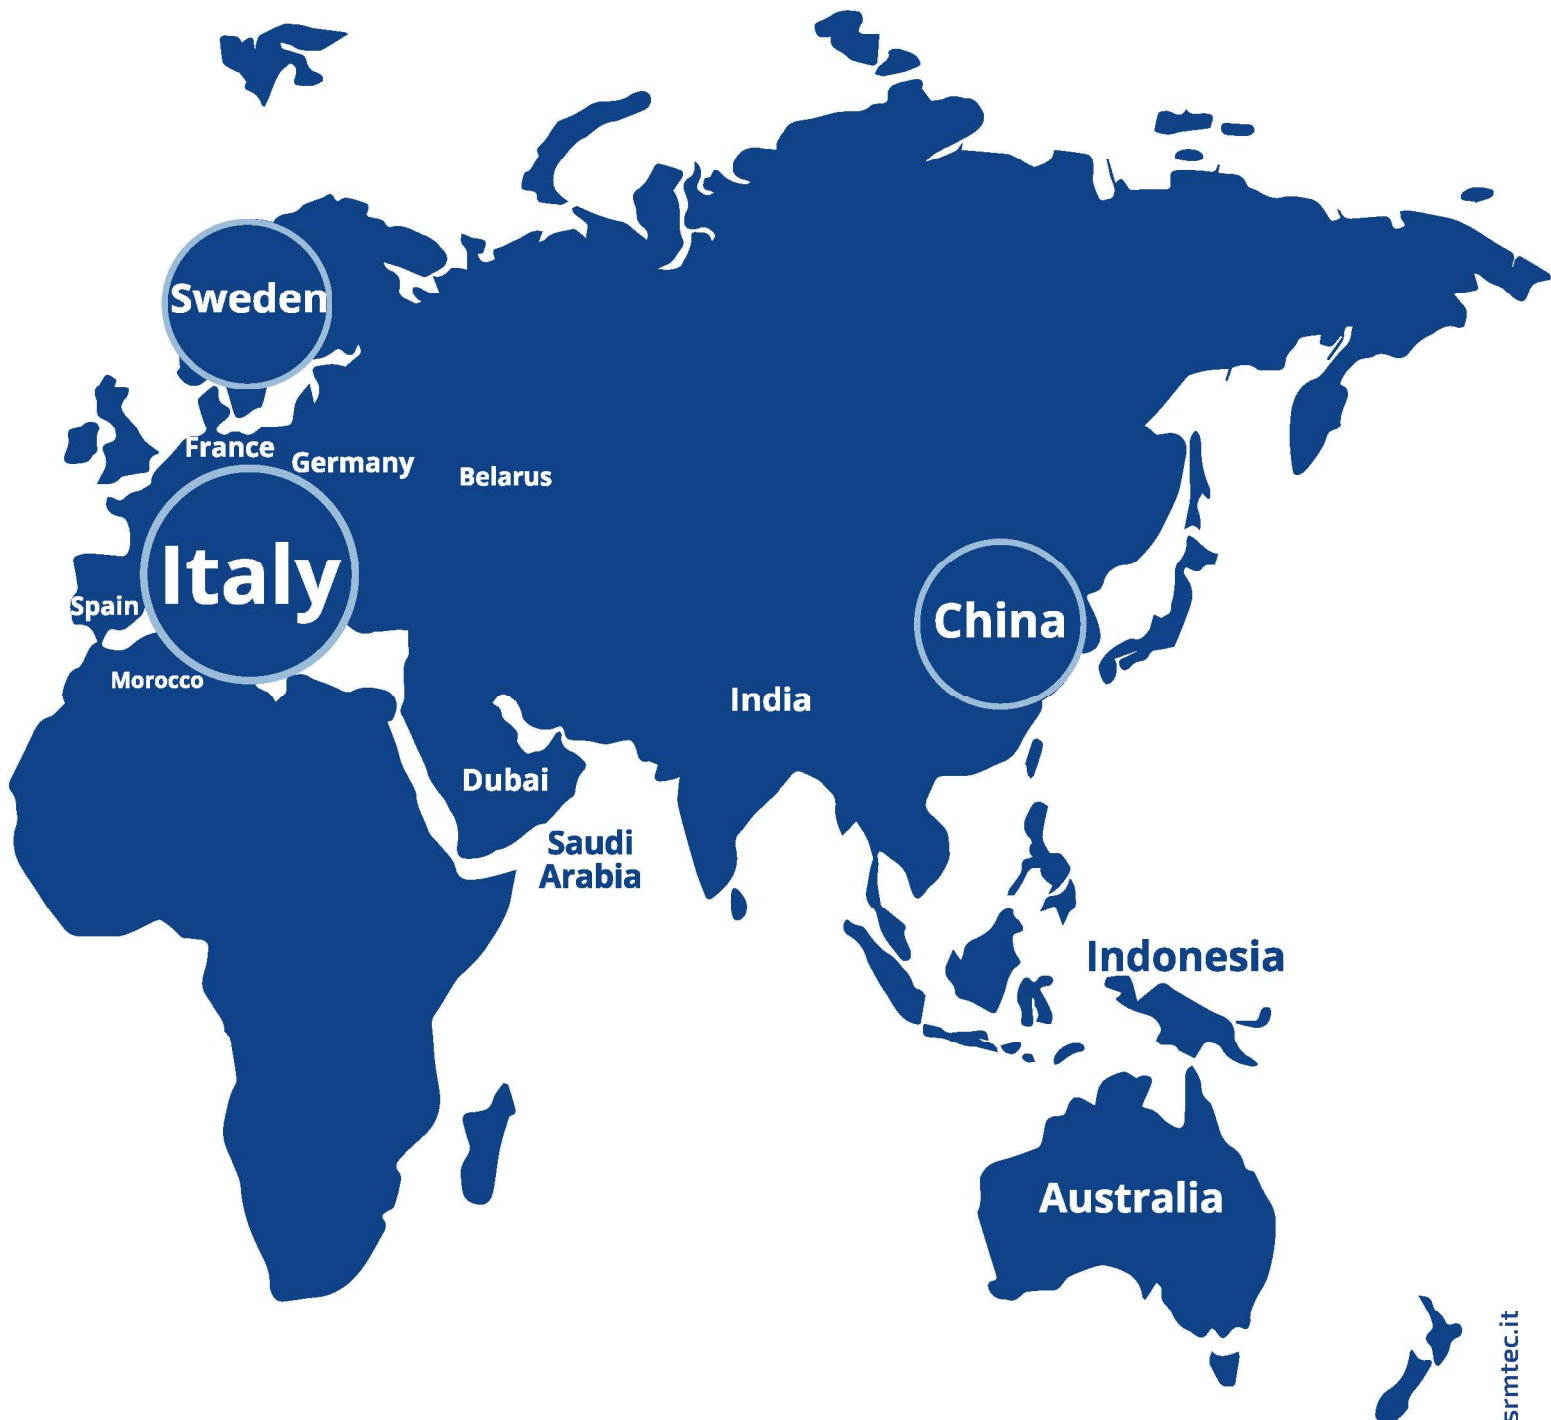 Sweden
France
Germany
Belarus
Italy
Spain
China
Morocco
India
Dubai
Saudi
Arabia
Indonesia
Australia
srmtec.it